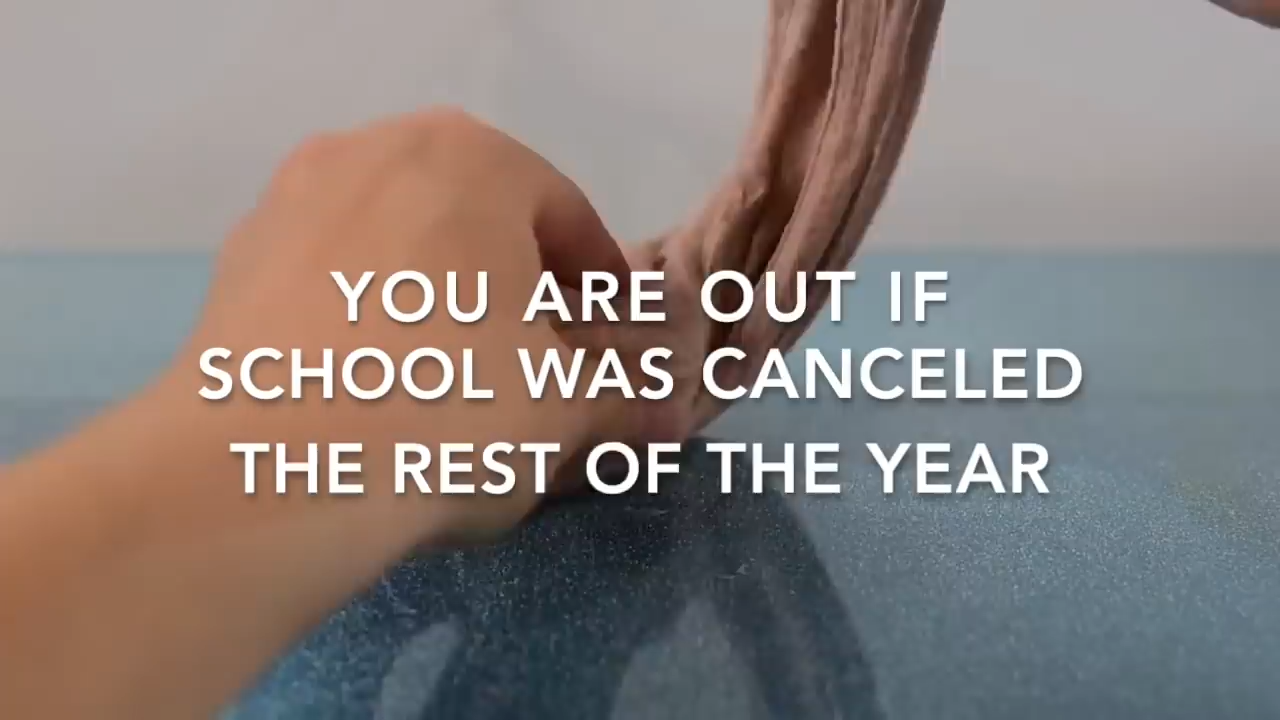 YOU ARE OUT IF
SCHOOL WAS CANCELED
THE REST OF THE YEAR